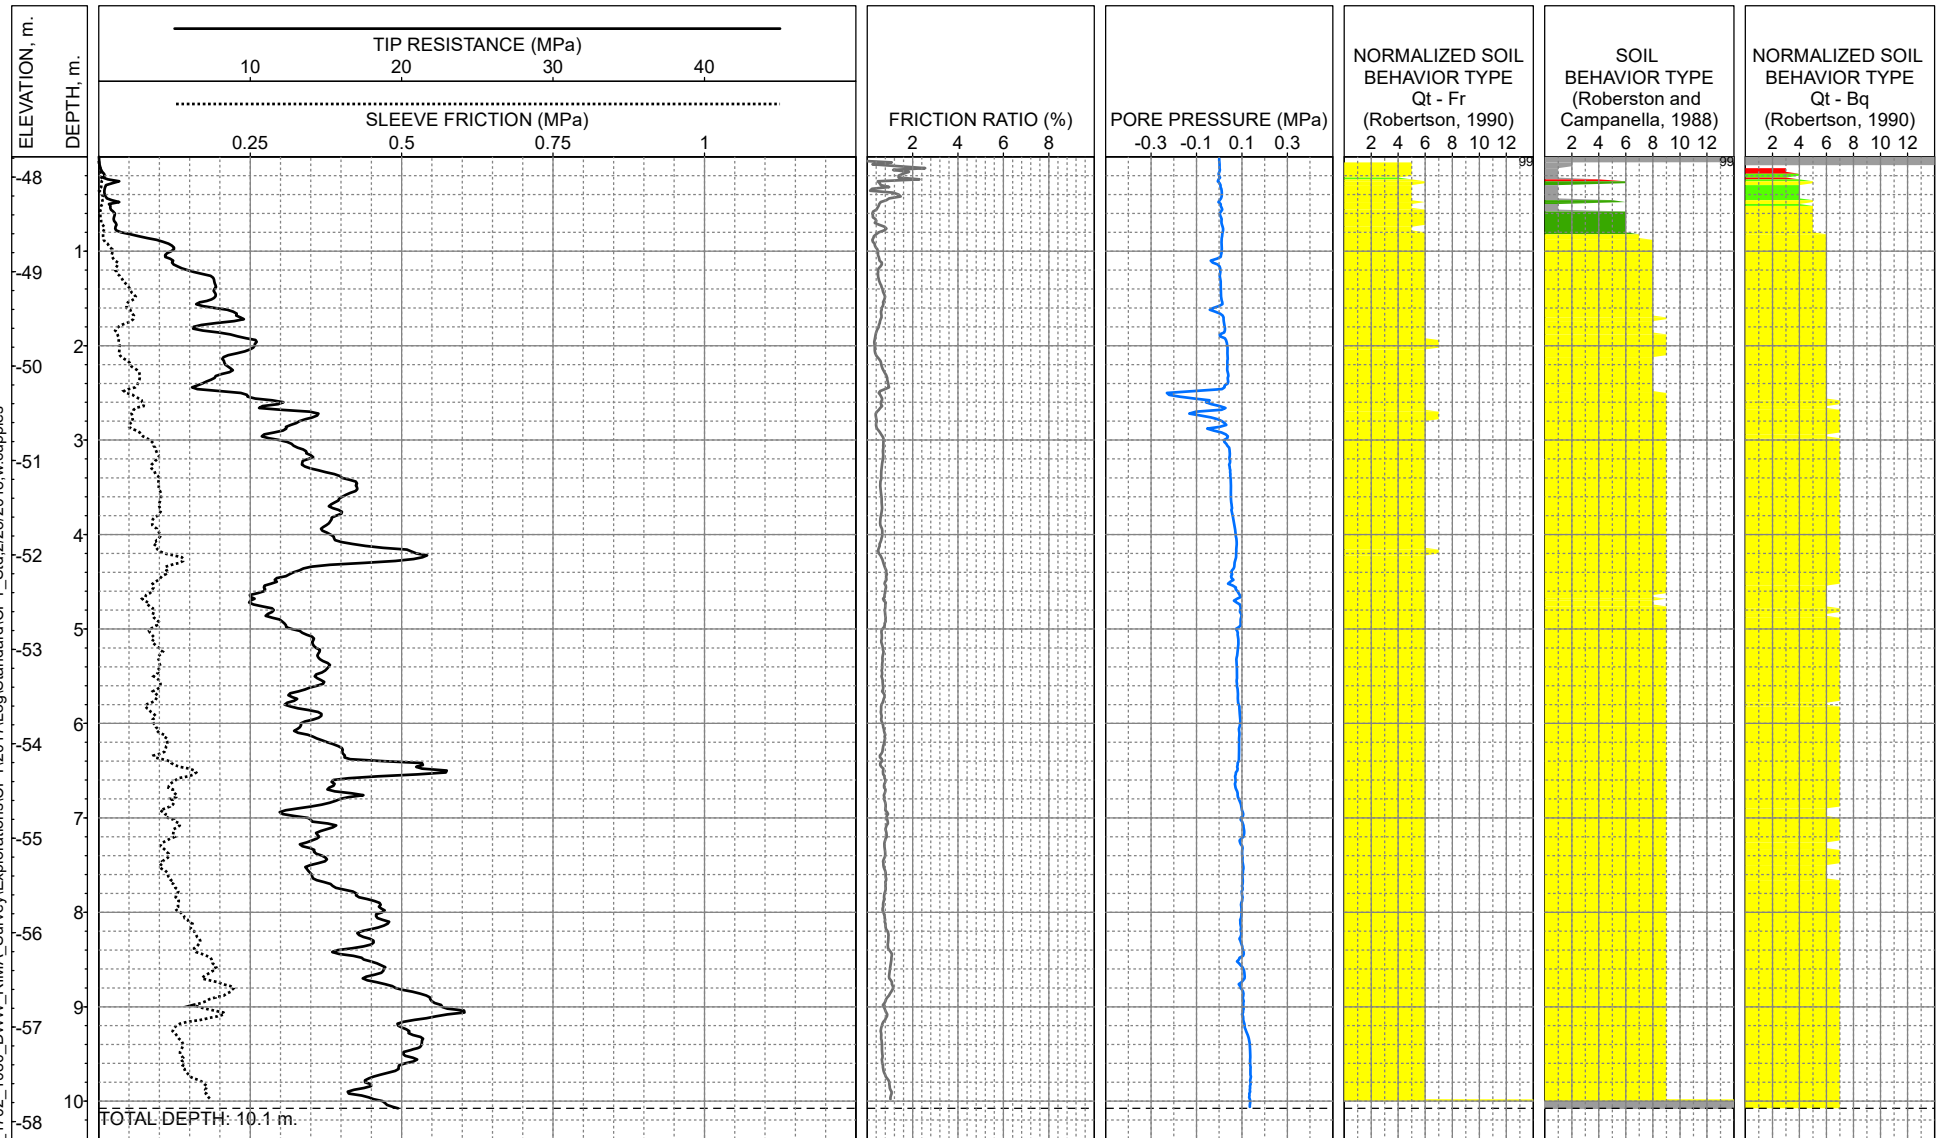 ELEVATION, m.
DEPTH, m.
TIP RESISTANCE (MPa)
10 20 30 40
SLEEVE FRICTION (MPa)
0.25 0.5 0.75 1
FRICTION RATIO (%)
2 4 6 8
PORE PRESSURE (MPa)
-0.3 -0.1 0.1 0.3
NORMALIZED SOIL
BEHAVIOR TYPE
Qt - Fr
(Robertson, 1990)
2 4 6 8 10 12
99
SOIL
BEHAVIOR TYPE
(Roberston and
Campanella, 1988)
2 4 6 8 10 12
99
NORMALIZED SOIL
BEHAVIOR TYPE
Qt - Bq
(Robertson, 1990)
2 4 6 8 10 12
-48
1
-49
2
-50
3
-51
4
-52
5
-53
6
-54
7
-55
8
-56
9
-57
10
-58
TOTAL DEPTH: 10.1 m.